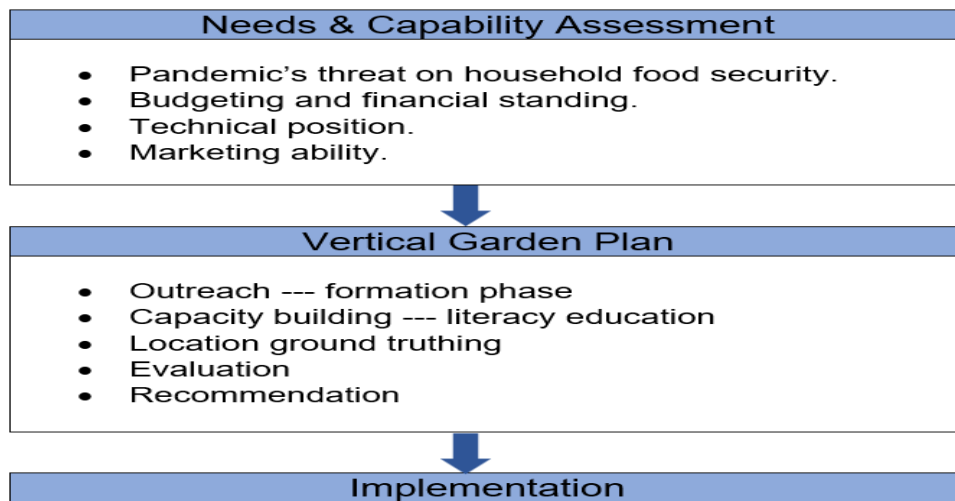 Needs & Capability Assessment
• Pandemic's threat on household food security.
• Budgeting and financial standing.
• Technical position.
• Marketing ability.
Vertical Garden Plan
• Outreach --- formation phase
• Capacity building --- literacy education
• Location ground truthing
• Evaluation
• Recommendation
Implementation